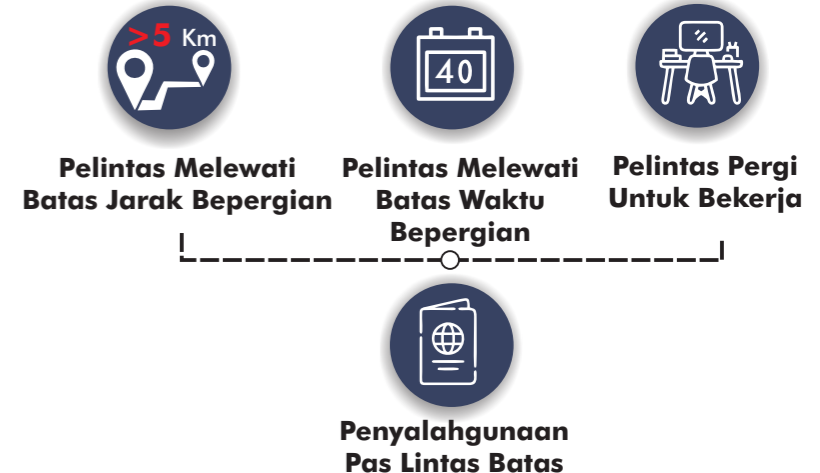 >5 Km
40
Pelintas Melewati
Batas Jarak Bepergian
Pelintas Melewati
Batas Waktu
Bepergian
Pelintas Pergi
Untuk Bekerja
Penyalahgunaan
Pas Lintas Batas